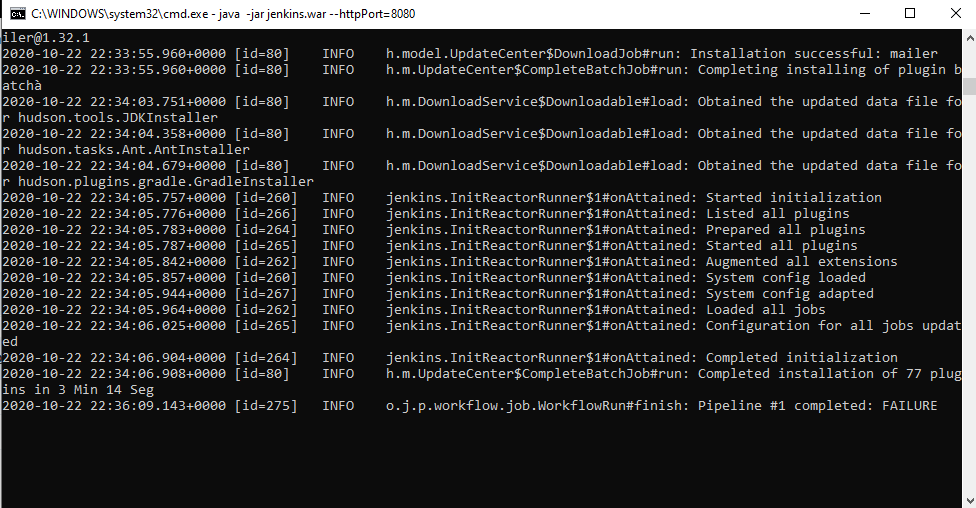 C:\WINDOWS\system32\cmd.exe - java -jar jenkins.war --httpPort=8080
iler@1.32.1
2020-10-22 22:33:55.960+0000 [id=80]    INFO    h.model.UpdateCenter$DownloadJob#run: Installation successful: mailer
2020-10-22 22:33:55.960+0000 [id=80]    INFO    h.m.UpdateCenter$CompleteBatchJob#run: Completing installing of plugin b
atchà
2020-10-22 22:34:03.751+0000 [id=80]    INFO    h.m.DownloadService$Downloadable#load: Obtained the updated data file fo
r hudson.tools.JDKInstaller
2020-10-22 22:34:04.358+0000 [id=80]    INFO    h.m.DownloadService$Downloadable#load: Obtained the updated data file fo
r hudson.tasks.Ant.AntInstaller
2020-10-22 22:34:04.679+0000 [id=80]    INFO    h.m.DownloadService$Downloadable#load: Obtained the updated data file fo
r hudson.plugins.gradle.GradleInstaller
2020-10-22 22:34:05.757+0000 [id=260]   INFO    jenkins.InitReactorRunner$1#onAttained: Started initialization
2020-10-22 22:34:05.776+0000 [id=266]   INFO    jenkins.InitReactorRunner$1#onAttained: Listed all plugins
2020-10-22 22:34:05.783+0000 [id=264]   INFO    jenkins.InitReactorRunner$1#onAttained: Prepared all plugins
2020-10-22 22:34:05.787+0000 [id=265]   INFO    jenkins.InitReactorRunner$1#onAttained: Started all plugins
2020-10-22 22:34:05.842+0000 [id=262]   INFO    jenkins.InitReactorRunner$1#onAttained: Augmented all extensions
2020-10-22 22:34:05.857+0000 [id=260]   INFO    jenkins.InitReactorRunner$1#onAttained: System config loaded
2020-10-22 22:34:05.944+0000 [id=267]   INFO    jenkins.InitReactorRunner$1#onAttained: System config adapted
2020-10-22 22:34:05.964+0000 [id=262]   INFO    jenkins.InitReactorRunner$1#onAttained: Loaded all jobs
2020-10-22 22:34:06.025+0000 [id=265]   INFO    jenkins.InitReactorRunner$1#onAttained: Configuration for all jobs updat
ed
2020-10-22 22:34:06.904+0000 [id=264]   INFO    jenkins.InitReactorRunner$1#onAttained: Completed initialization
2020-10-22 22:34:06.908+0000 [id=80]    INFO    h.m.UpdateCenter$CompleteBatchJob#run: Completed installation of 77 plug
ins in 3 Min 14 Seg
2020-10-22 22:36:09.143+0000 [id=275]   INFO    o.j.p.workflow.job.WorkflowRun#finish: Pipeline #1 completed: FAILURE